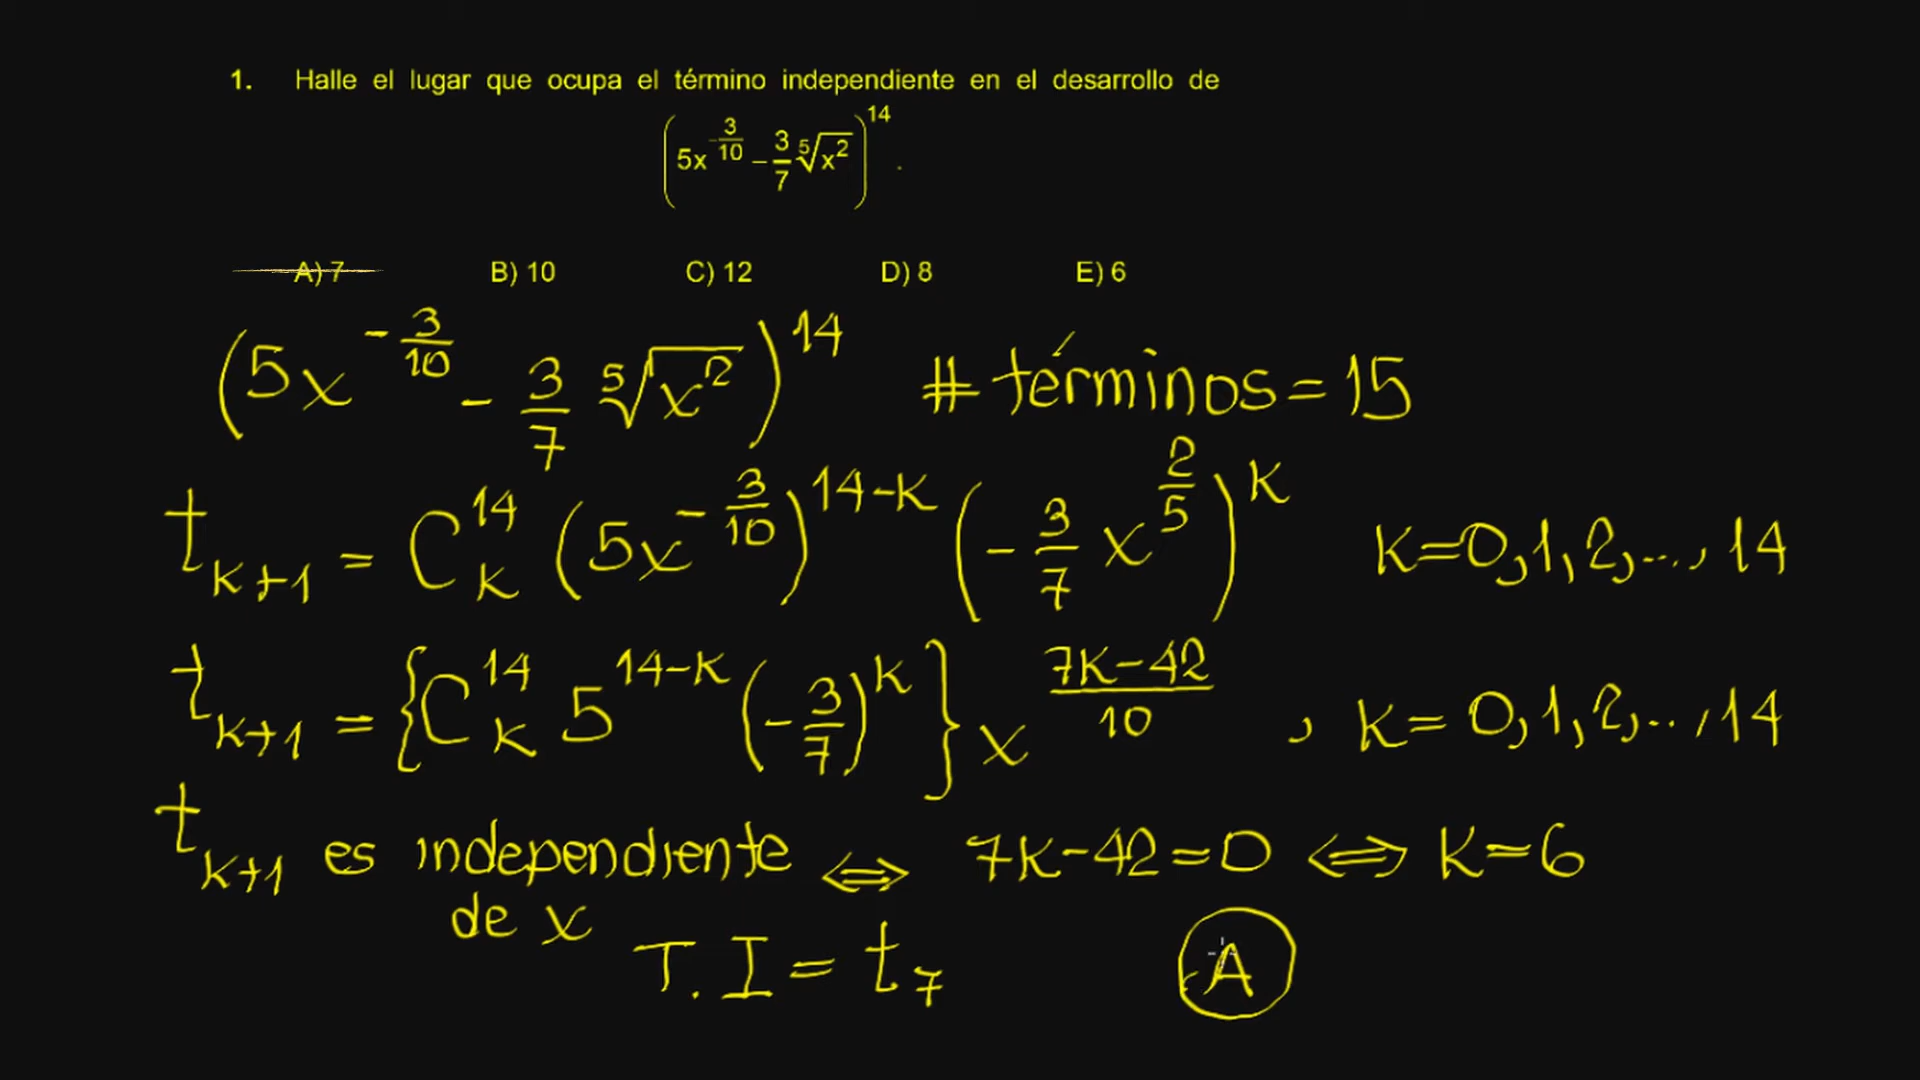 1. Halle el lugar que ocupa el término independiente en el desarrollo de
(5x^{-3/10} - 3/7 ⁵√x²)^14 .
A) 7 B) 10 C) 12 D) 8 E) 6
(5x^{-3/10} - 3/7 ⁵√x²)^14 # términos = 15
t_{k+1} = C^14_k (5x^{-3/10})^{14-k} (-3/7 x^{2/5})^k k=0,1,2,...,14
t_{k+1} = {C^14_k 5^{14-k} (-3/7)^k} x^{(7k-42)/10} , k=0,1,2,..,14
t_{k+1} es independiente ⟺ 7k-42=0 ⟺ k=6
de x
T.I = t_7 A